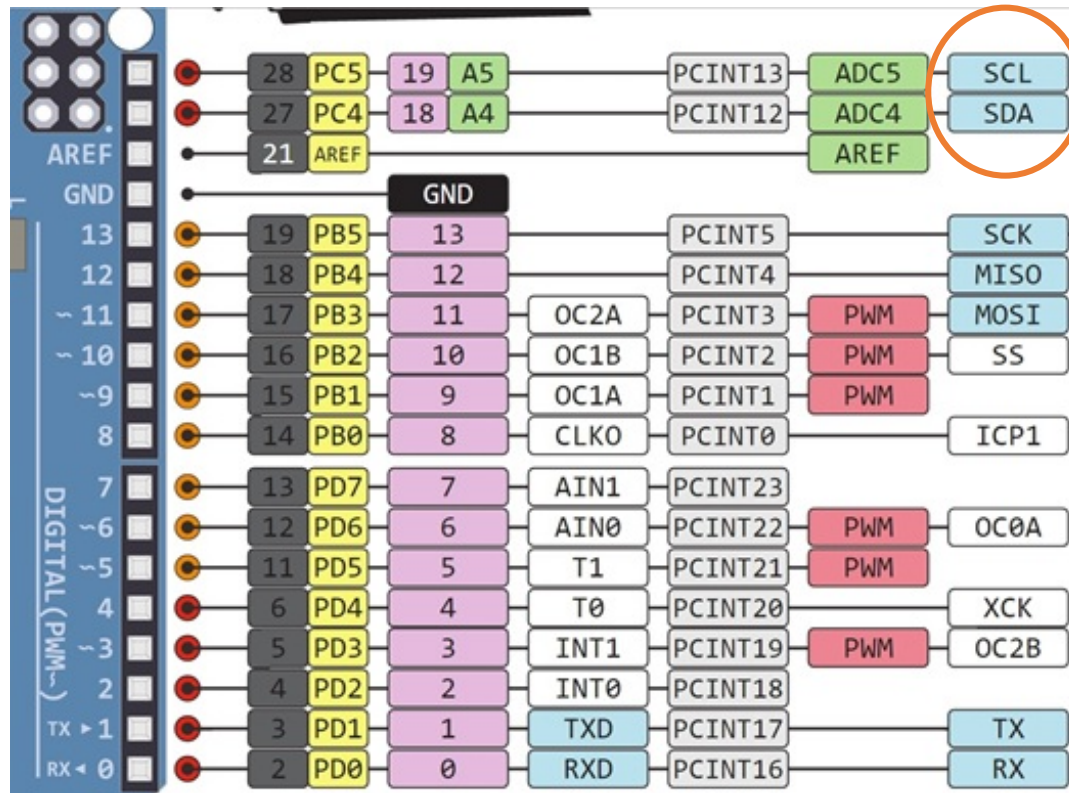 28 PC5 19 A5 PCINT13 ADC5 SCL
27 PC4 18 A4 PCINT12 ADC4 SDA
AREF 21 AREF AREF
GND GND
13 19 PB5 13 PCINT5 SCK
12 18 PB4 12 PCINT4 MISO
~11 17 PB3 11 OC2A PCINT3 PWM MOSI
~10 16 PB2 10 OC1B PCINT2 PWM SS
~9 15 PB1 9 OC1A PCINT1 PWM
8 14 PB0 8 CLKO PCINT0 ICP1
7 13 PD7 7 AIN1 PCINT23
~6 12 PD6 6 AIN0 PCINT22 PWM OC0A
~5 11 PD5 5 T1 PCINT21 PWM
4 6 PD4 4 T0 PCINT20 XCK
~3 5 PD3 3 INT1 PCINT19 PWM OC2B
2 4 PD2 2 INT0 PCINT18
TX ▸ 1 3 PD1 1 TXD PCINT17 TX
RX ◂ 0 2 PD0 0 RXD PCINT16 RX
DIGITAL (PWM~)